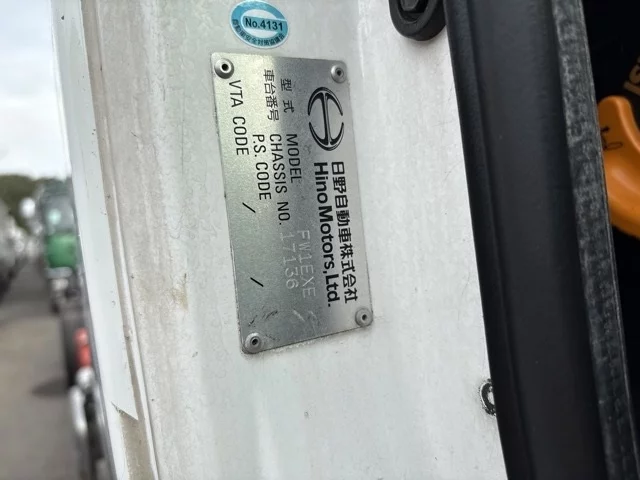 No.4131
日野自動車株式会社
HinoMotors,Ltd.
型式 MODEL FW1EXE
車台番号 CHASSIS NO. 17136
P.S. CODE /
VTA CODE /